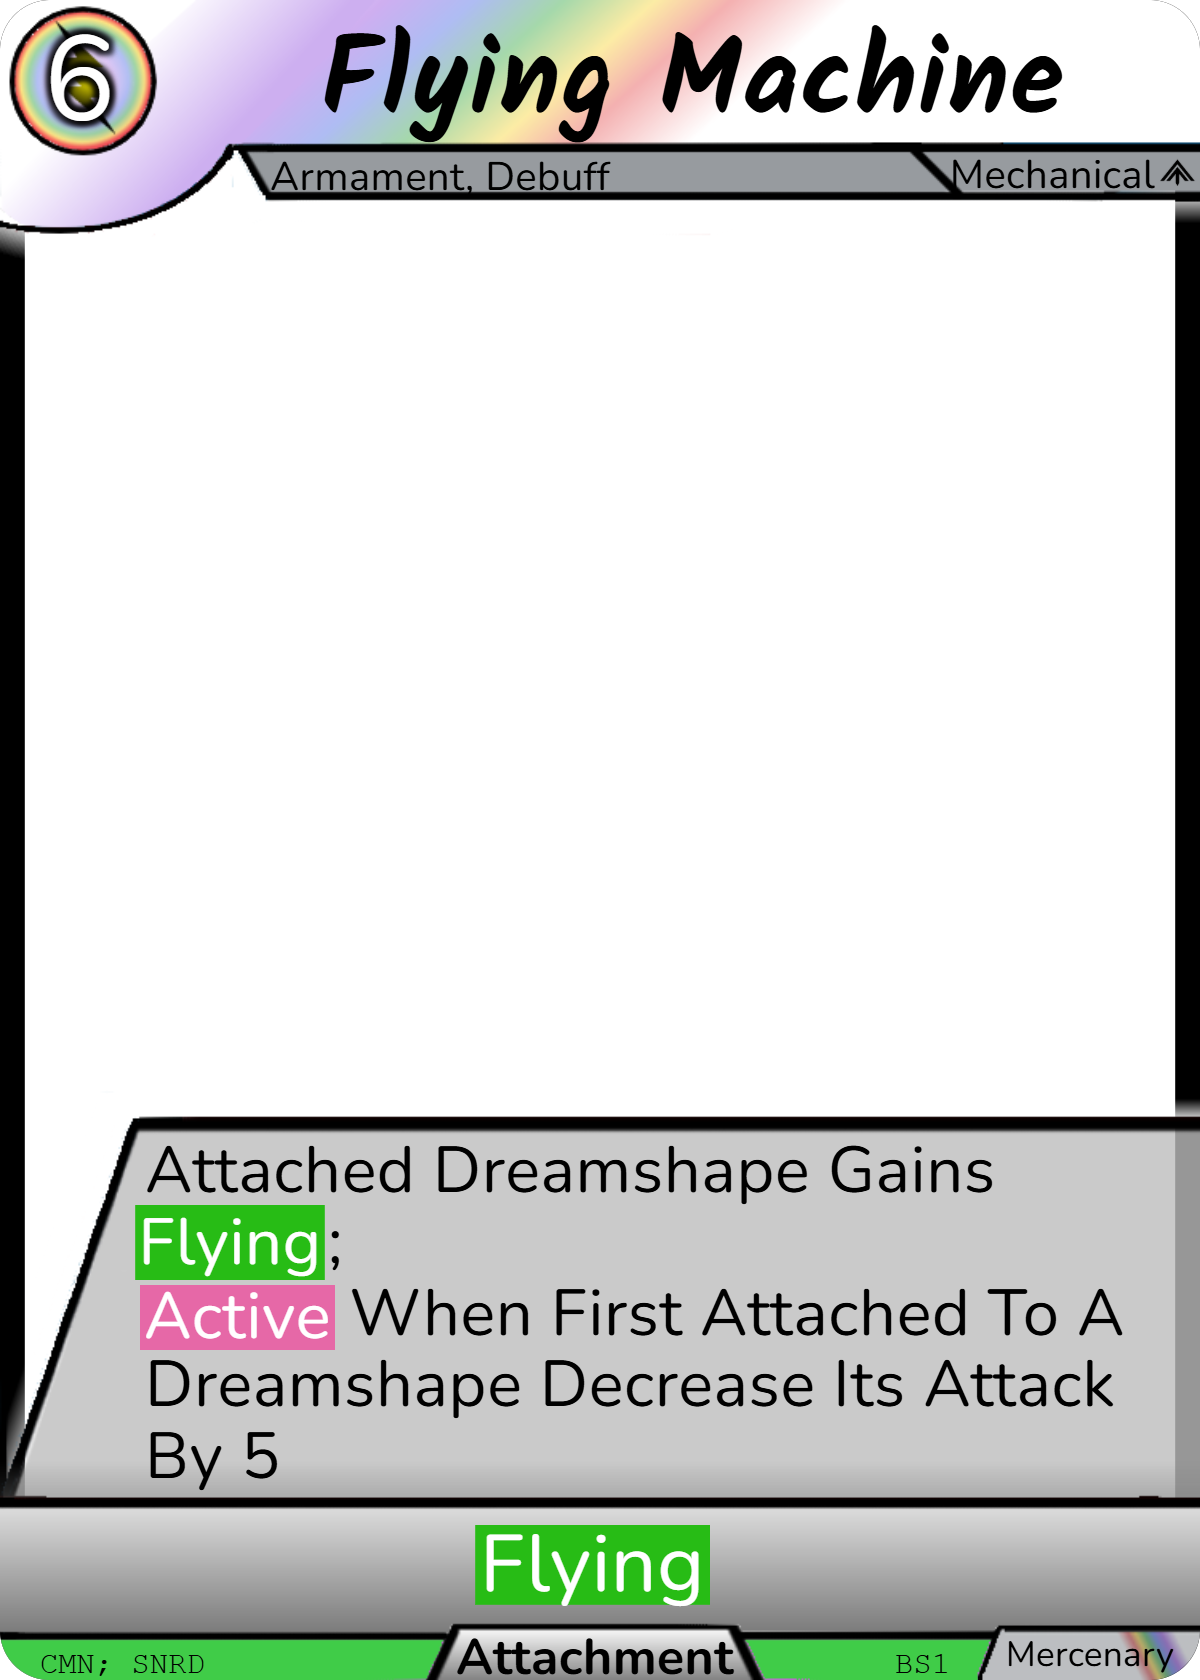 6
Flying Machine
Armament, Debuff
Mechanical
Attached Dreamshape Gains
Flying;
Active When First Attached To A
Dreamshape Decrease Its Attack
By 5
Flying
CMN; SNRD
Attachment
BS1
Mercenary